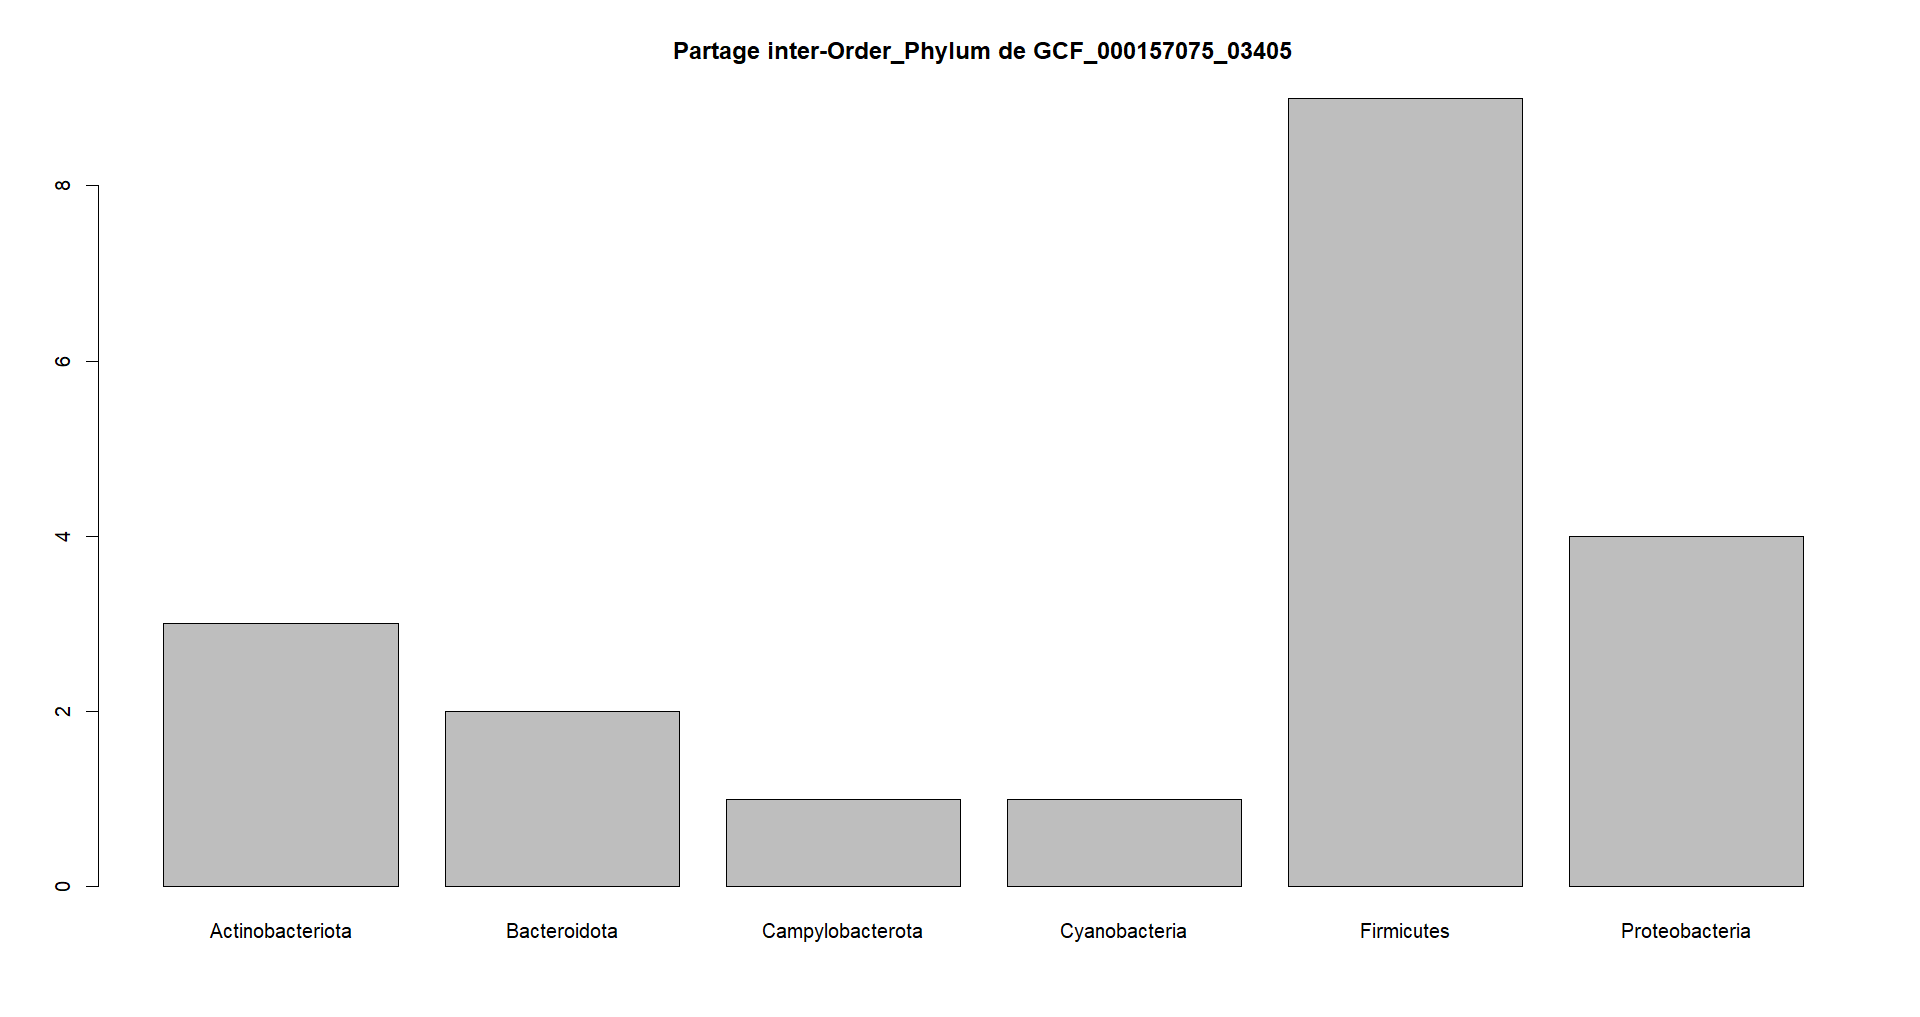 Partage inter-Order_Phylum de GCF_000157075_03405
8
6
4
2
0
Actinobacteriota Bacteroidota Campylobacterota Cyanobacteria Firmicutes Proteobacteria